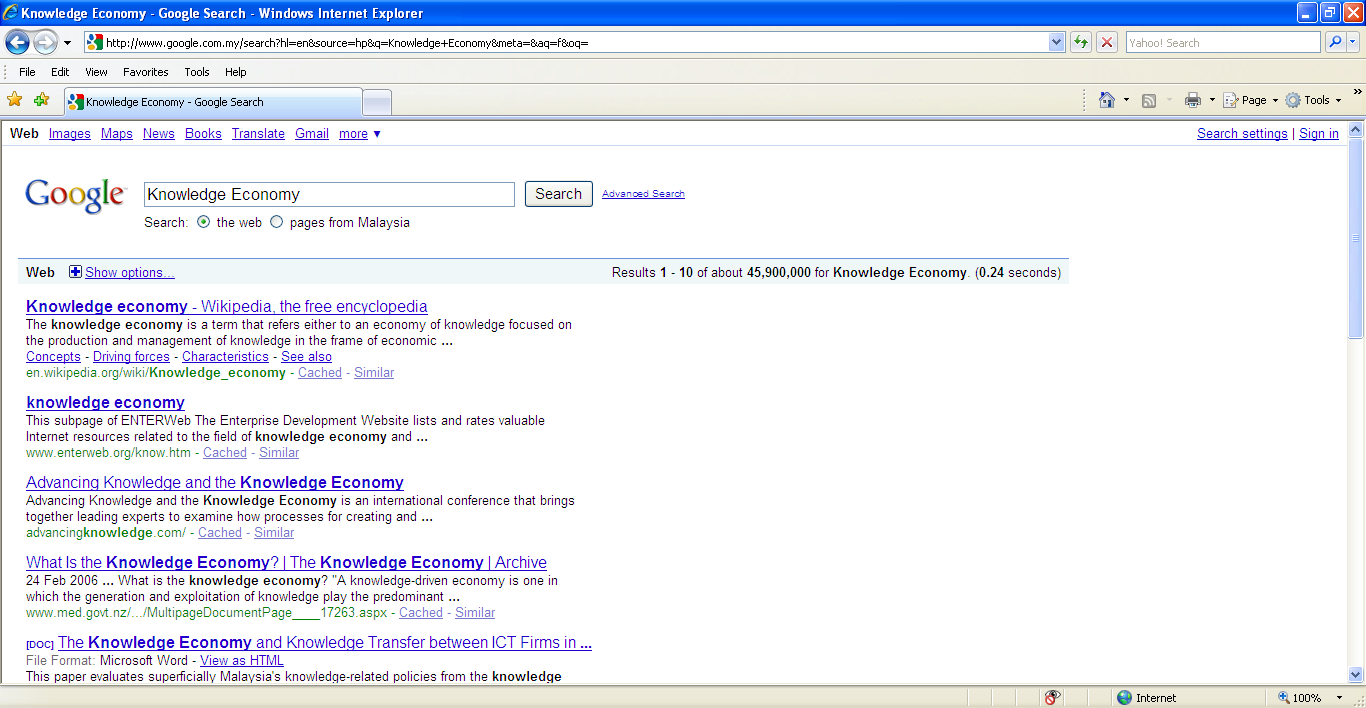 Knowledge Economy - Google Search - Windows Internet Explorer
http://www.google.com.my/search?hl=en&source=hp&q=Knowledge+Economy&meta=&aq=f&oq=
Yahoo! Search
File Edit View Favorites Tools Help
Knowledge Economy - Google Search
Page Tools »
Web Images Maps News Books Translate Gmail more ▼
Search settings | Sign in
Google
Knowledge Economy
Search
Advanced Search
Search: the web pages from Malaysia
Web Show options...
Results 1 - 10 of about 45,900,000 for Knowledge Economy. (0.24 seconds)
Knowledge economy - Wikipedia, the free encyclopedia
The knowledge economy is a term that refers either to an economy of knowledge focused on
the production and management of knowledge in the frame of economic ...
Concepts - Driving forces - Characteristics - See also
en.wikipedia.org/wiki/Knowledge_economy - Cached - Similar
knowledge economy
This subpage of ENTERWeb The Enterprise Development Website lists and rates valuable
Internet resources related to the field of knowledge economy and ...
www.enterweb.org/know.htm - Cached - Similar
Advancing Knowledge and the Knowledge Economy
Advancing Knowledge and the Knowledge Economy is an international conference that brings
together leading experts to examine how processes for creating and ...
advancingknowledge.com/ - Cached - Similar
What Is the Knowledge Economy? | The Knowledge Economy | Archive
24 Feb 2006 ... What is the knowledge economy? "A knowledge-driven economy is one in
which the generation and exploitation of knowledge play the predominant ...
www.med.govt.nz/.../MultipageDocumentPage____17263.aspx - Cached - Similar
[DOC] The Knowledge Economy and Knowledge Transfer between ICT Firms in ...
File Format: Microsoft Word - View as HTML
This paper evaluates superficially Malaysia's knowledge-related policies from the knowledge
Internet
100%